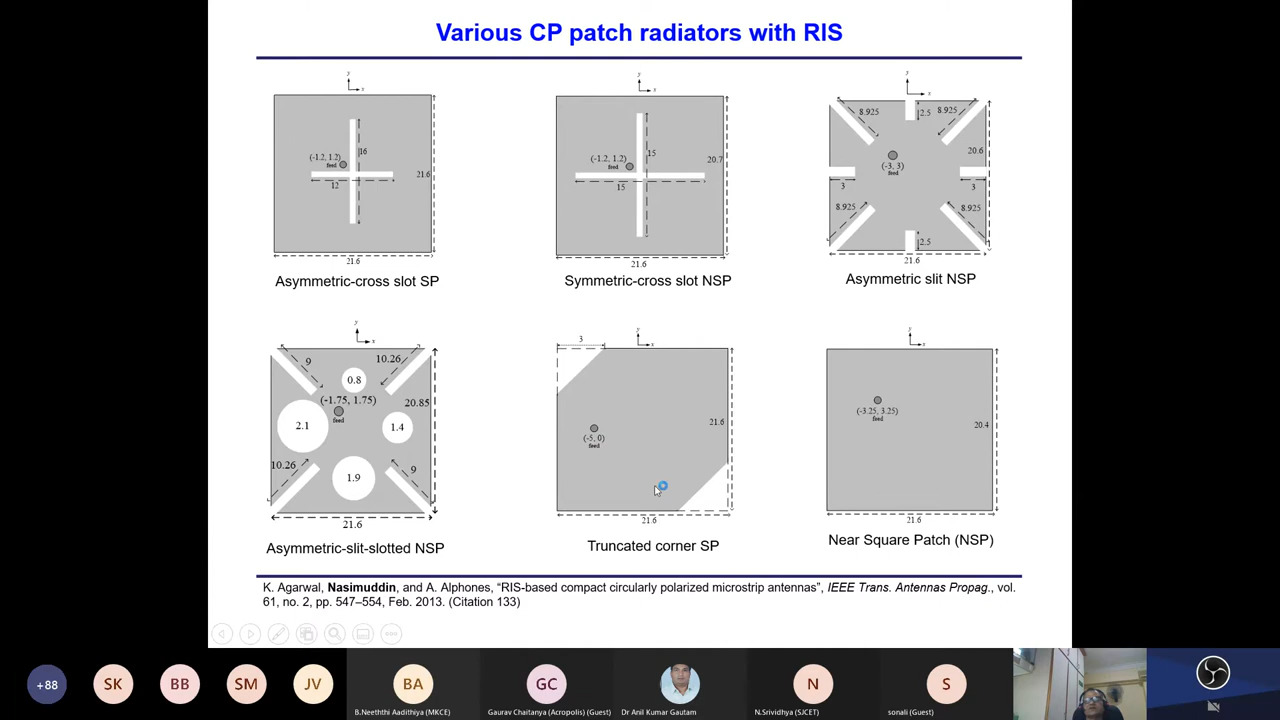 Various CP patch radiators with RIS
y
x
(-1.2, 1.2)
feed
16
12
21.6
21.6
Asymmetric-cross slot SP
y
x
(-1.2, 1.2)
feed
15
15
20.7
21.6
Symmetric-cross slot NSP
y
x
8.925
2.5
8.925
(-3, 3)
feed
20.6
3
3
8.925
8.925
2.5
21.6
Asymmetric slit NSP
y
x
9
10.26
0.8
(-1.75, 1.75)
feed
20.85
2.1
1.4
10.26
1.9
9
21.6
Asymmetric-slit-slotted NSP
y
x
3
(-5, 0)
feed
21.6
21.6
Truncated corner SP
y
x
(-3.25, 3.25)
feed
20.4
21.6
Near Square Patch (NSP)
K. Agarwal, Nasimuddin, and A. Alphones, “RIS-based compact circularly polarized microstrip antennas”, IEEE Trans. Antennas Propag., vol.
61, no. 2, pp. 547–554, Feb. 2013. (Citation 133)
+88
SK
BB
SM
JV
BA
B.Neeththi Aadithiya (MKCE)
GC
Gaurav Chaitanya (Acropolis) (Guest)
Dr Anil Kumar Gautam
N
N.Srividhya (SJCET)
S
sonali (Guest)